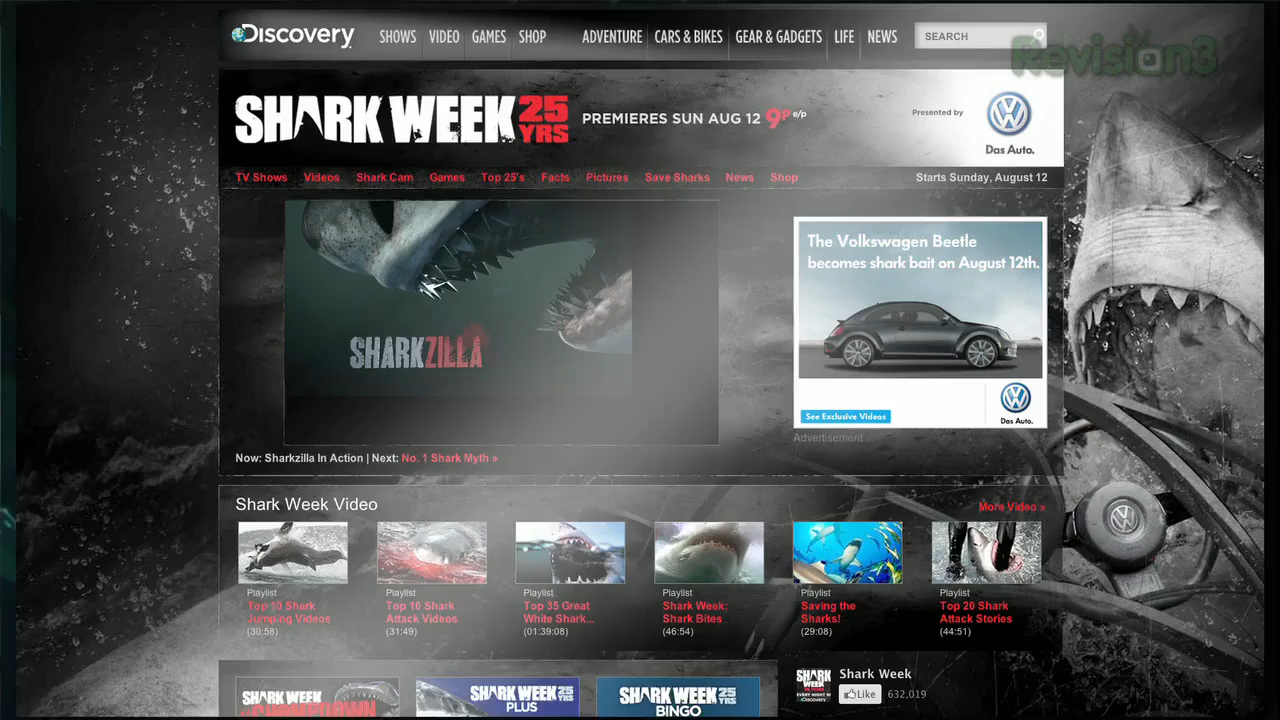 Discovery
SHOWS VIDEO GAMES SHOP ADVENTURE CARS & BIKES GEAR & GADGETS LIFE NEWS SEARCH
Revision3
SHARK WEEK 25 YRS PREMIERES SUN AUG 12 9P e/p
Presented by
Das Auto.
TV Shows Videos Shark Cam Games Top 25's Facts Pictures Save Sharks News Shop Starts Sunday, August 12
SHARKZILLA
The Volkswagen Beetle
becomes shark bait on August 12th.
See Exclusive Videos
Das Auto.
Advertisement
Now: Sharkzilla In Action | Next: No. 1 Shark Myth »
Shark Week Video
More Video »
Playlist
Top 10 Shark
Jumping Videos
(30:58)
Playlist
Top 10 Shark
Attack Videos
(31:49)
Playlist
Top 35 Great
White Shark...
(01:39:08)
Playlist
Shark Week:
Shark Bites
(46:54)
Playlist
Saving the
Sharks!
(29:08)
Playlist
Top 20 Shark
Attack Stories
(44:51)
SHARK WEEK
SHARK WEEK 25 YRS
PLUS
SHARK WEEK 25 YRS
BINGO
SHARK
WEEK
Discovery
Shark Week
Like 632,019